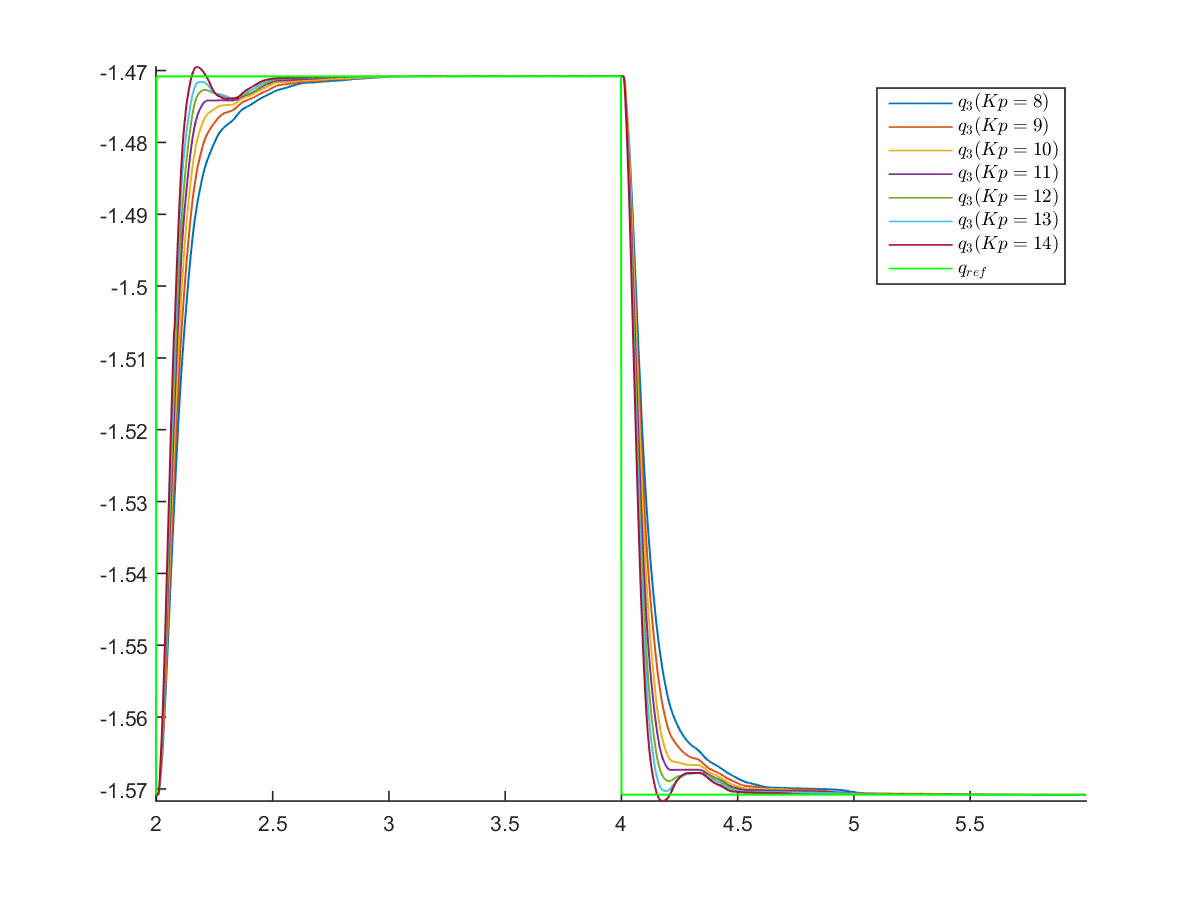 -1.47
-1.48
-1.49
-1.5
-1.51
-1.52
-1.53
-1.54
-1.55
-1.56
-1.57
2
2.5
3
3.5
4
4.5
5
5.5
q₃(Kp = 8)
q₃(Kp = 9)
q₃(Kp = 10)
q₃(Kp = 11)
q₃(Kp = 12)
q₃(Kp = 13)
q₃(Kp = 14)
q_ref